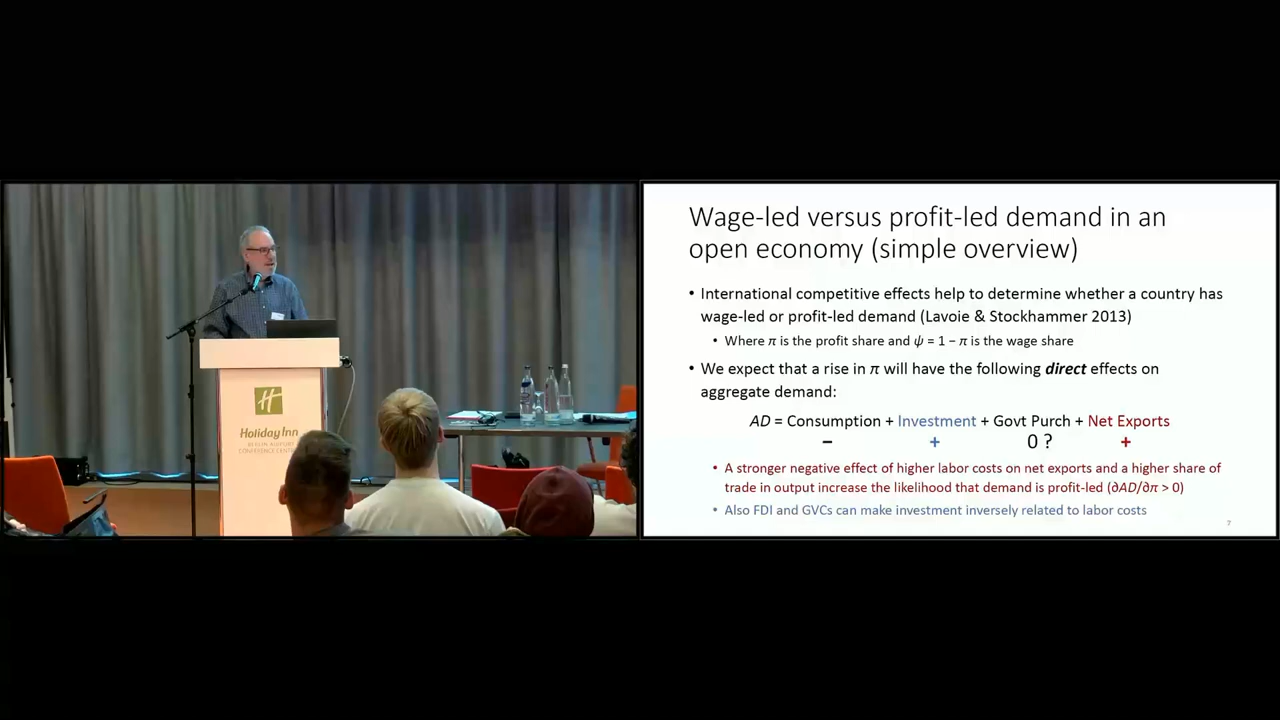 Wage-led versus profit-led demand in an
open economy (simple overview)
• International competitive effects help to determine whether a country has
wage-led or profit-led demand (Lavoie & Stockhammer 2013)
• Where π is the profit share and ψ = 1 − π is the wage share
• We expect that a rise in π will have the following direct effects on
aggregate demand:
AD = Consumption + Investment + Govt Purch + Net Exports
− + 0 ? +
• A stronger negative effect of higher labor costs on net exports and a higher share of
trade in output increase the likelihood that demand is profit-led (∂AD/∂π > 0)
• Also FDI and GVCs can make investment inversely related to labor costs
7
H
Holiday Inn
BERLIN AIRPORT
CONFERENCE CENTRE